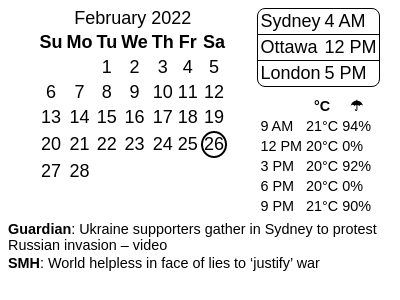 February 2022
Su Mo Tu We Th Fr Sa
1 2 3 4 5
6 7 8 9 10 11 12
13 14 15 16 17 18 19
20 21 22 23 24 25 26
27 28
Sydney 4 AM
Ottawa 12 PM
London 5 PM
°C ☂
9 AM 21°C 94%
12 PM 20°C 0%
3 PM 20°C 92%
6 PM 20°C 0%
9 PM 21°C 90%
Guardian: Ukraine supporters gather in Sydney to protest
Russian invasion – video
SMH: World helpless in face of lies to ‘justify’ war